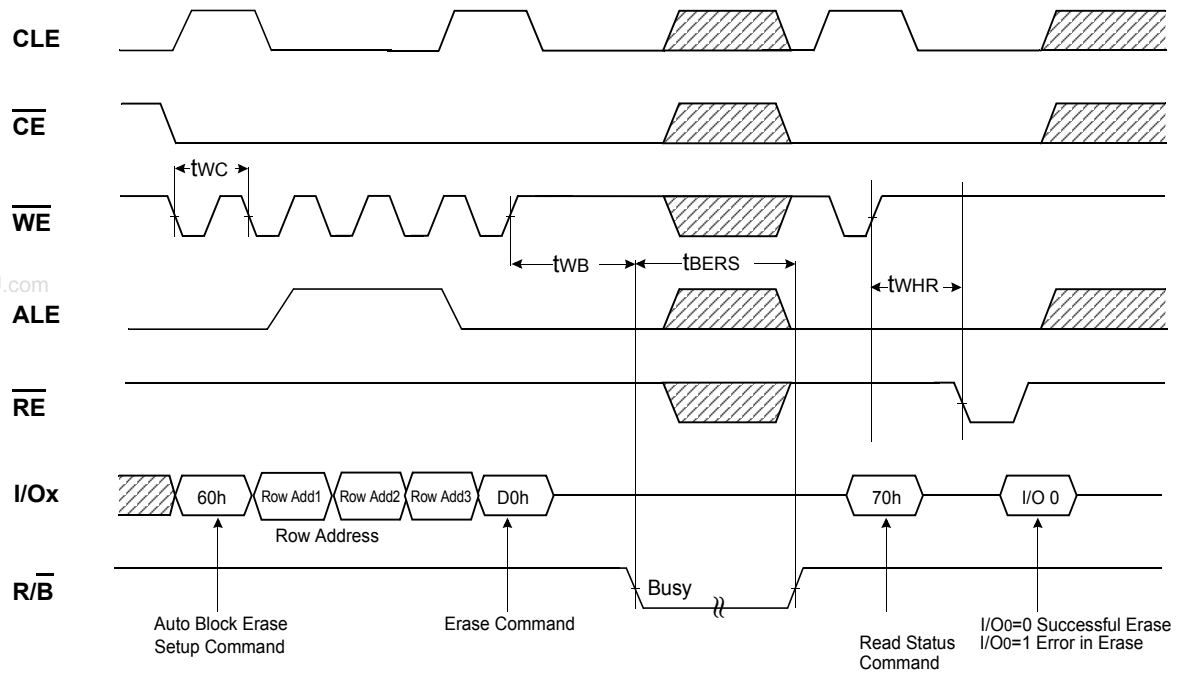 CLE
CE
tWC
WE
tWB
tBERS
tWHR
J.com
ALE
RE
I/Ox
60h
Row Add1
Row Add2
Row Add3
D0h
70h
I/O 0
Row Address
R/B
Busy
Auto Block Erase
Setup Command
Erase Command
Read Status
Command
I/O0=0 Successful Erase
I/O0=1 Error in Erase